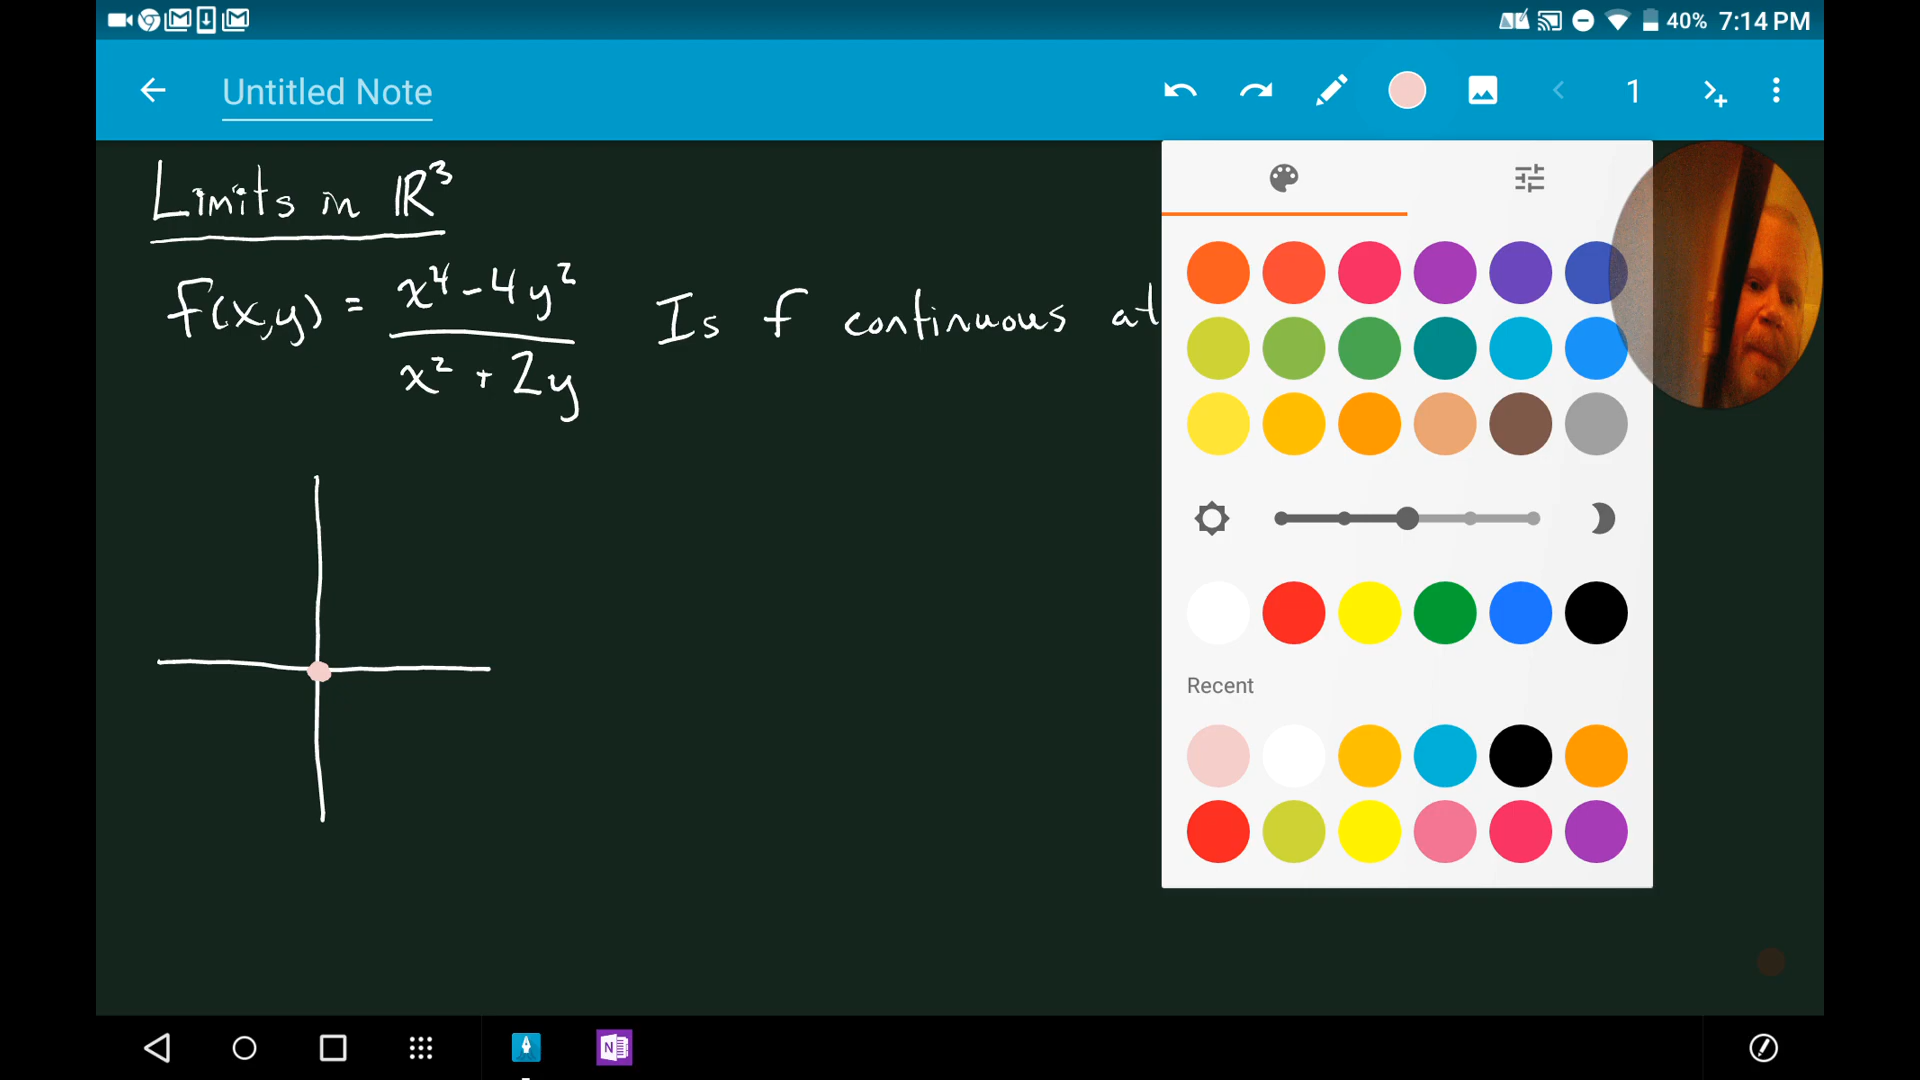 40% 7:14 PM
Untitled Note
1
Limits in ℝ³
f(x,y) = x⁴-4y² / x² + 2y Is f continuous at
Recent
N